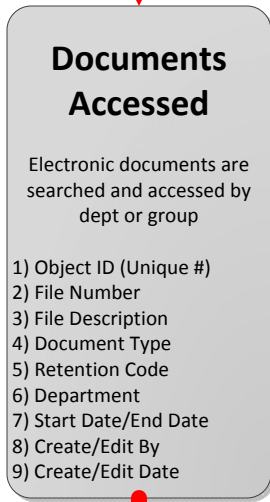 Documents
Accessed
Electronic documents are
searched and accessed by
dept or group
1) Object ID (Unique #)
2) File Number
3) File Description
4) Document Type
5) Retention Code
6) Department
7) Start Date/End Date
8) Create/Edit By
9) Create/Edit Date